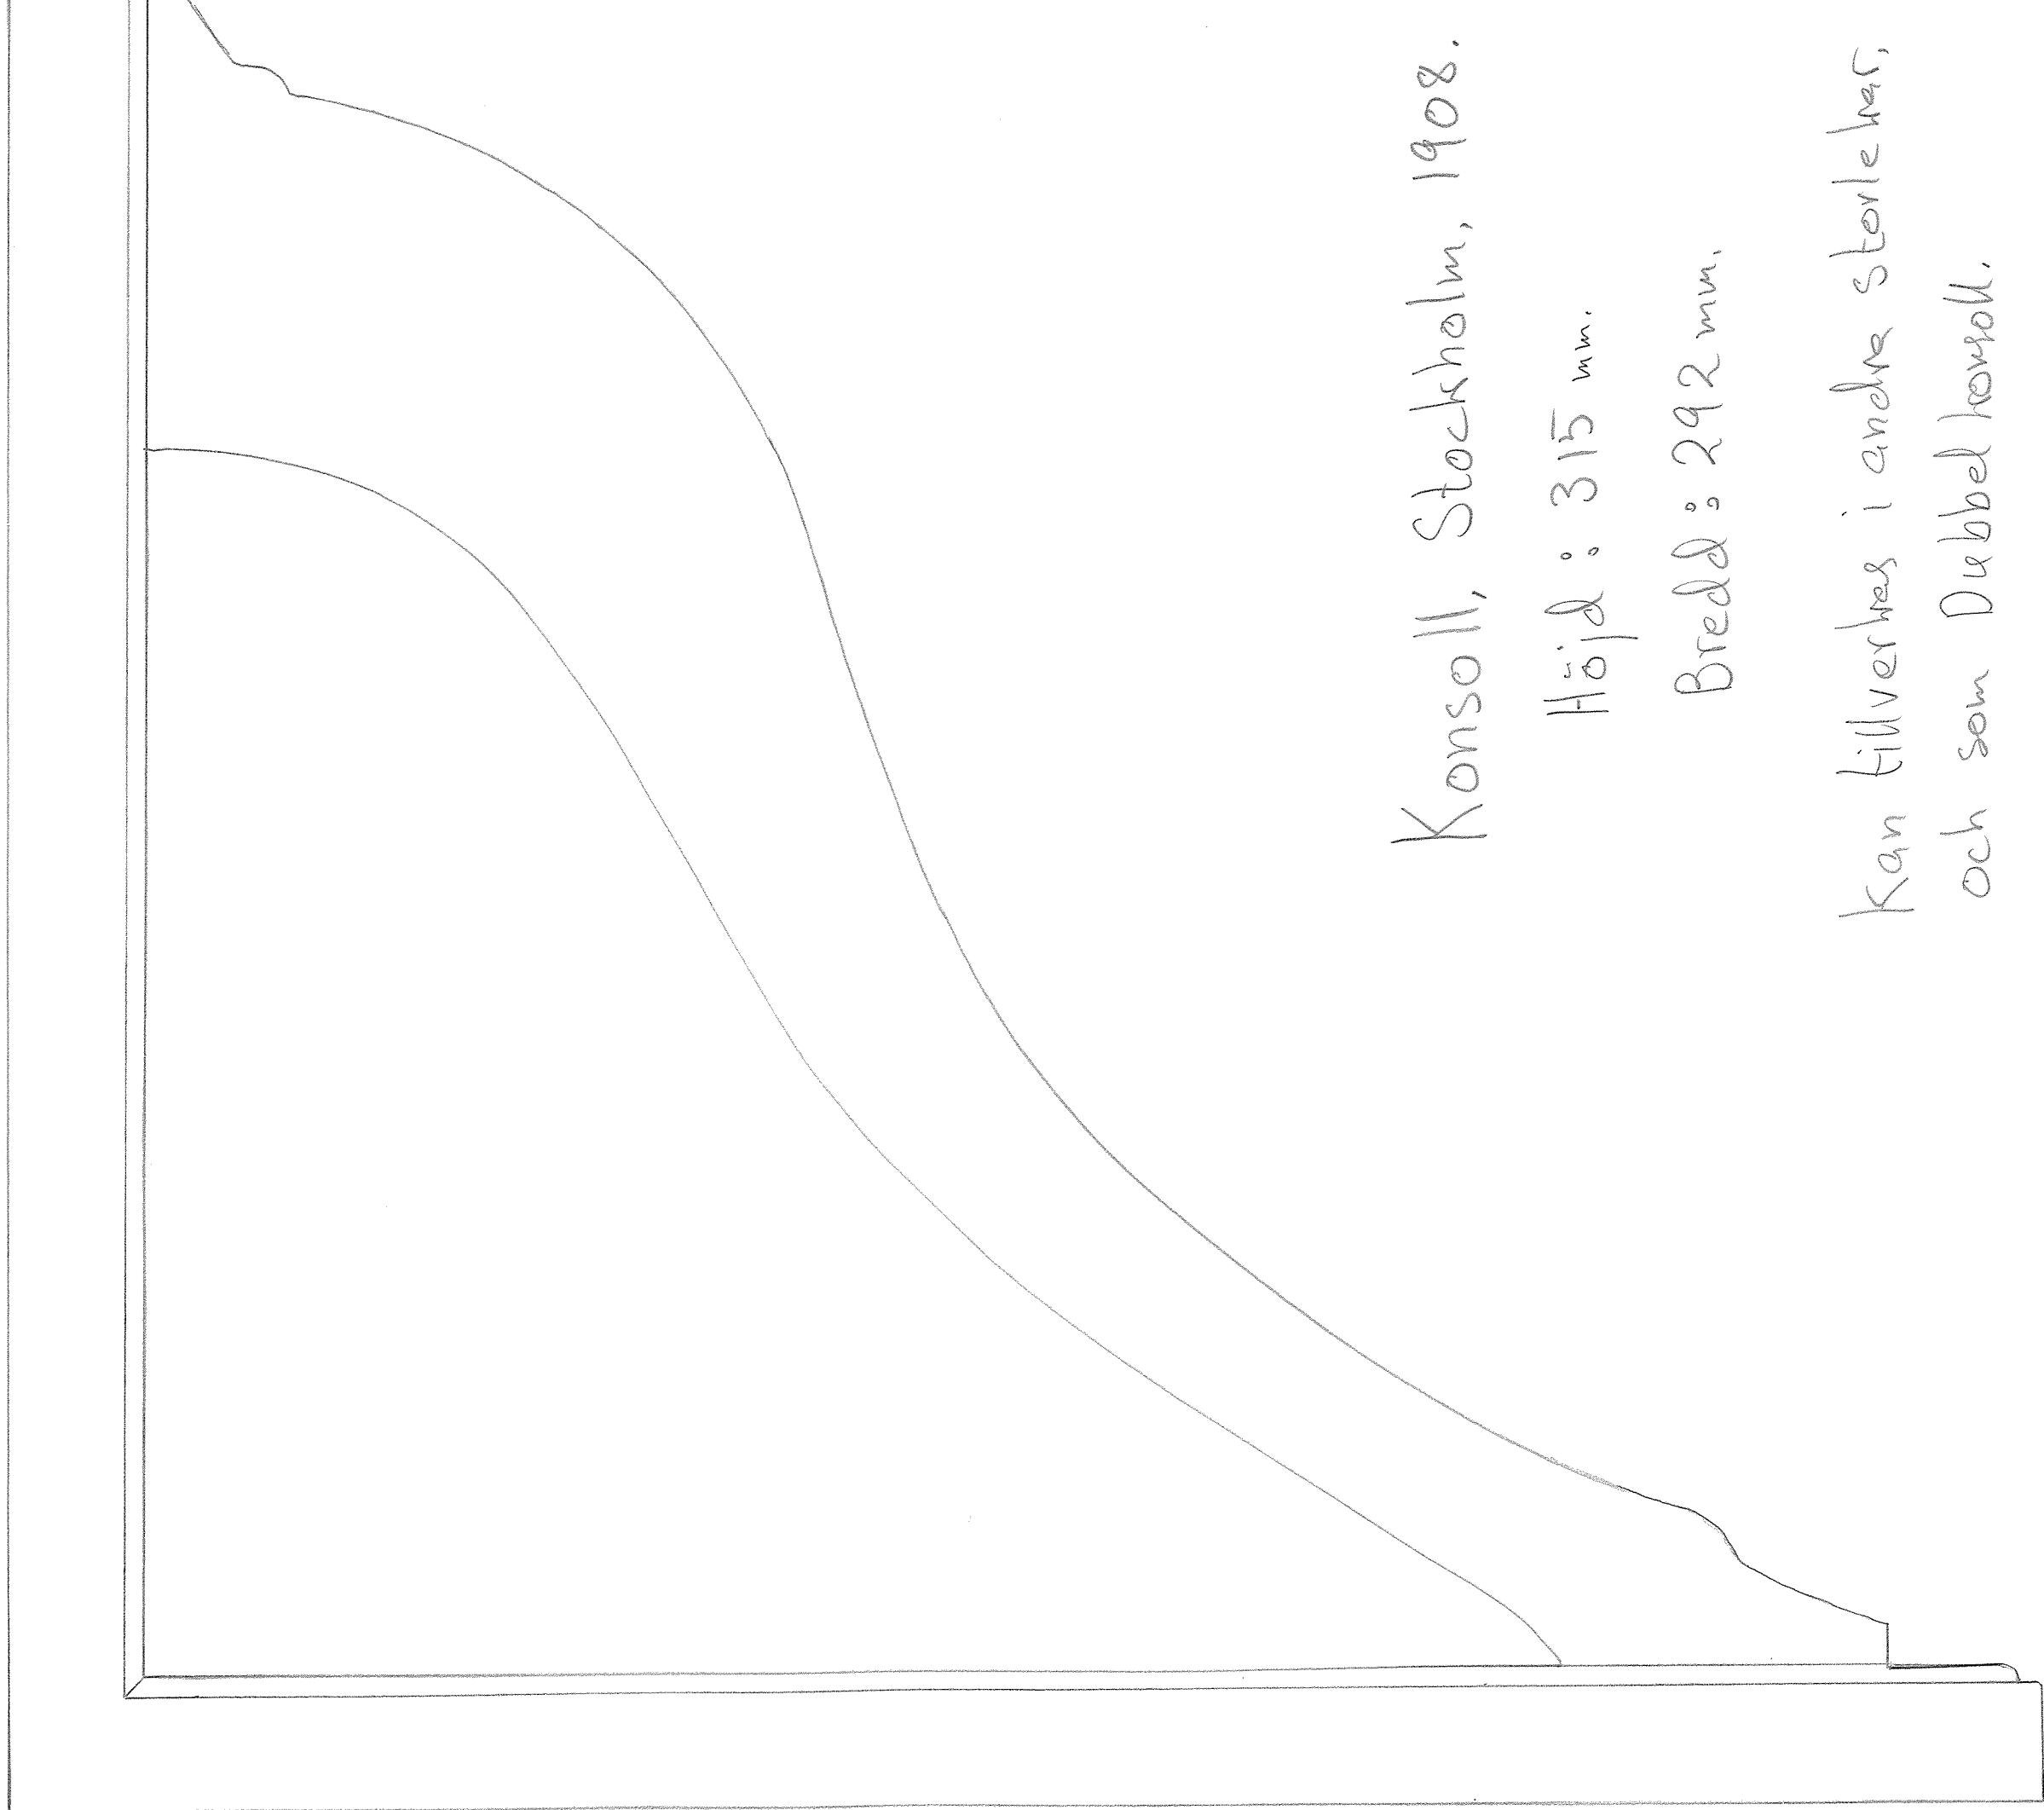 Konsoll, Stockholm, 1908.
Höjd: 315 mm.
Bredd: 292 mm.
Kan tillverkas i andra storlekar,
och som Dubbelkonsoll.